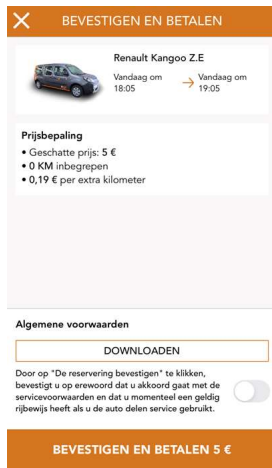 BEVESTIGEN EN BETALEN
Renault Kangoo Z.E
Vandaag om
18:05
Vandaag om
19:05
Prijsbepaling
• Geschatte prijs: 5 €
• 0 KM inbegrepen
• 0,19 € per extra kilometer
Algemene voorwaarden
DOWNLOADEN
Door op "De reservering bevestigen" te klikken,
bevestigt u op erewoord dat u akkoord gaat met de
servicevoorwaarden en dat u momenteel een geldig
rijbewijs heeft als u de auto delen service gebruikt.
BEVESTIGEN EN BETALEN 5 €